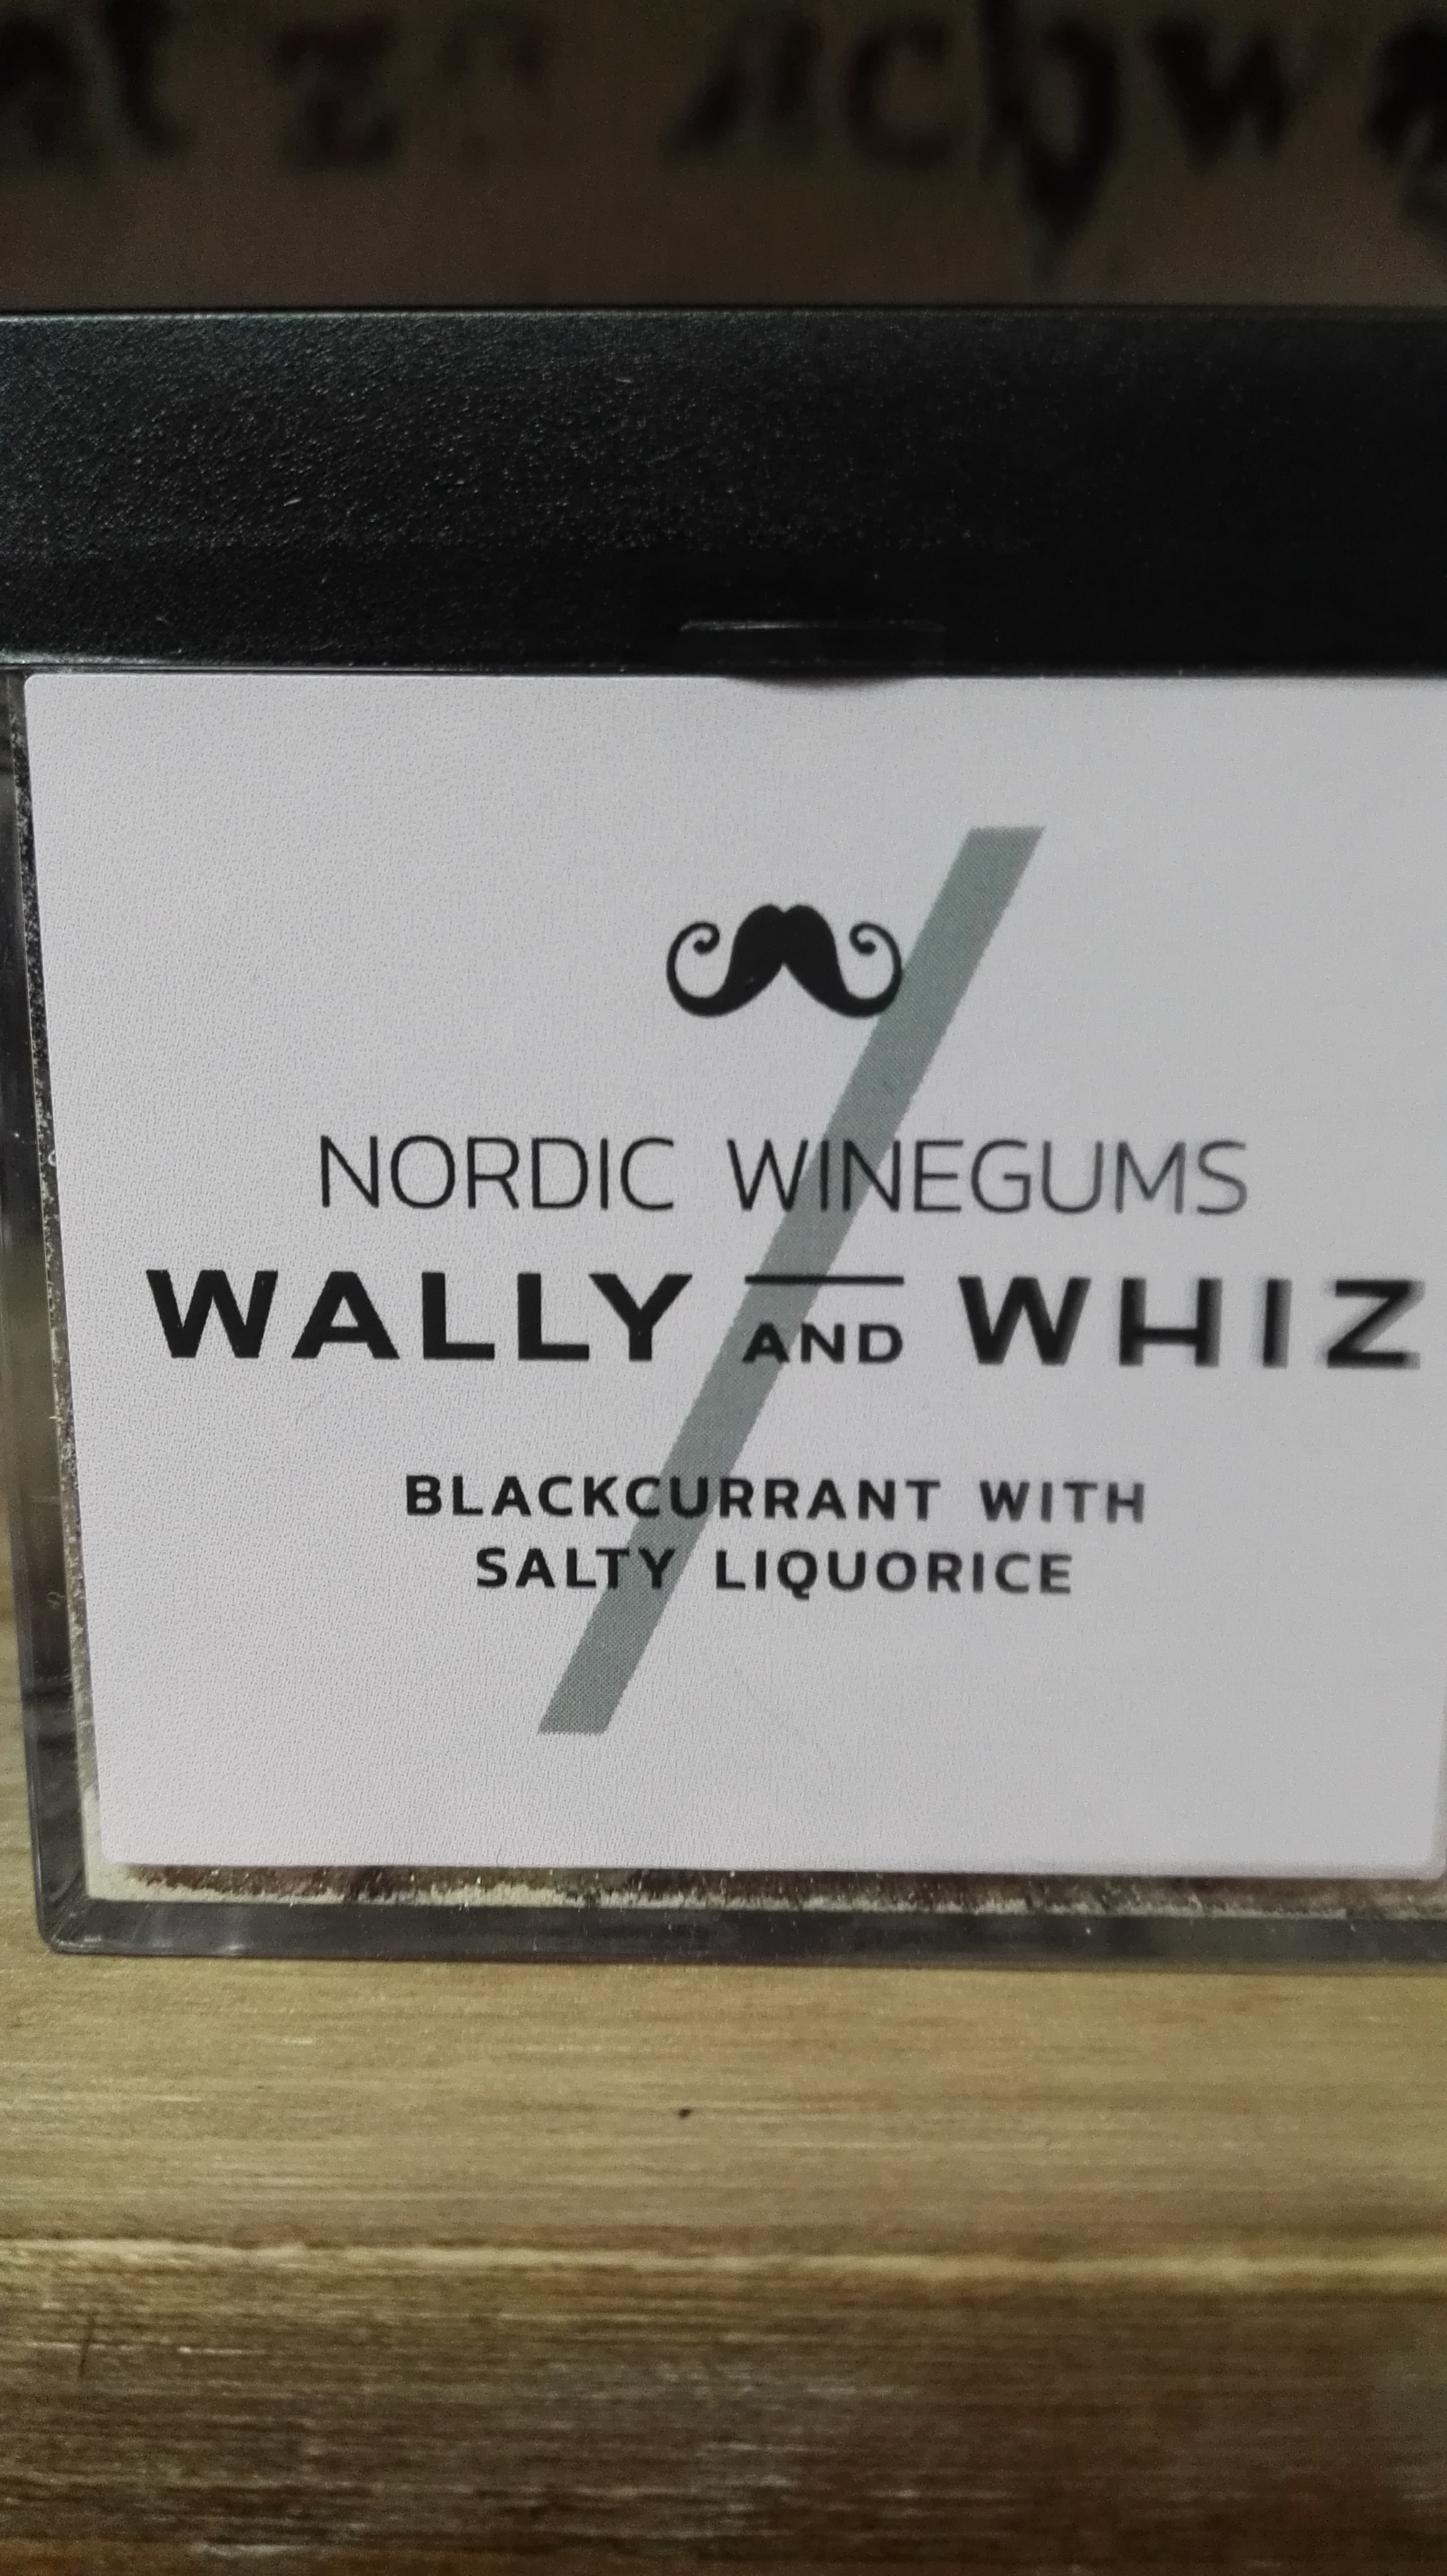 NORDIC WINEGUMS
WALLY AND WHIZ
BLACKCURRANT WITH
SALTY LIQUORICE